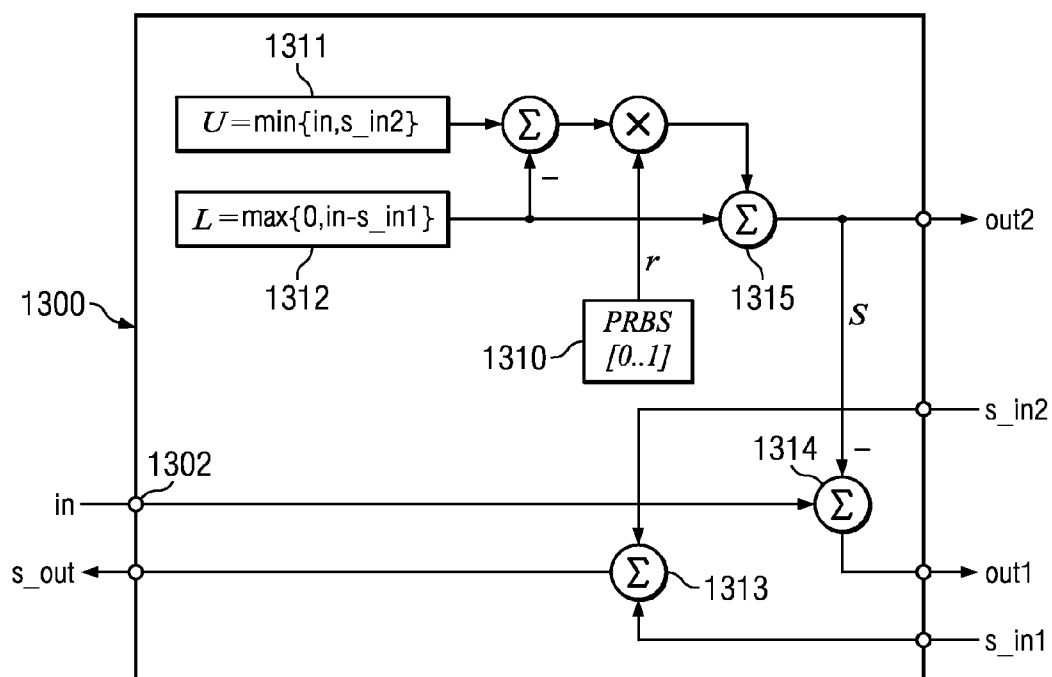 1311
U=min{in,s_in2}
Σ
×
−
L=max{0,in-s_in1}
Σ
out2
1312
r
1315
1300
S
1310
PRBS
[0..1]
s_in2
1314
−
1302
in
Σ
s_out
Σ
1313
out1
s_in1